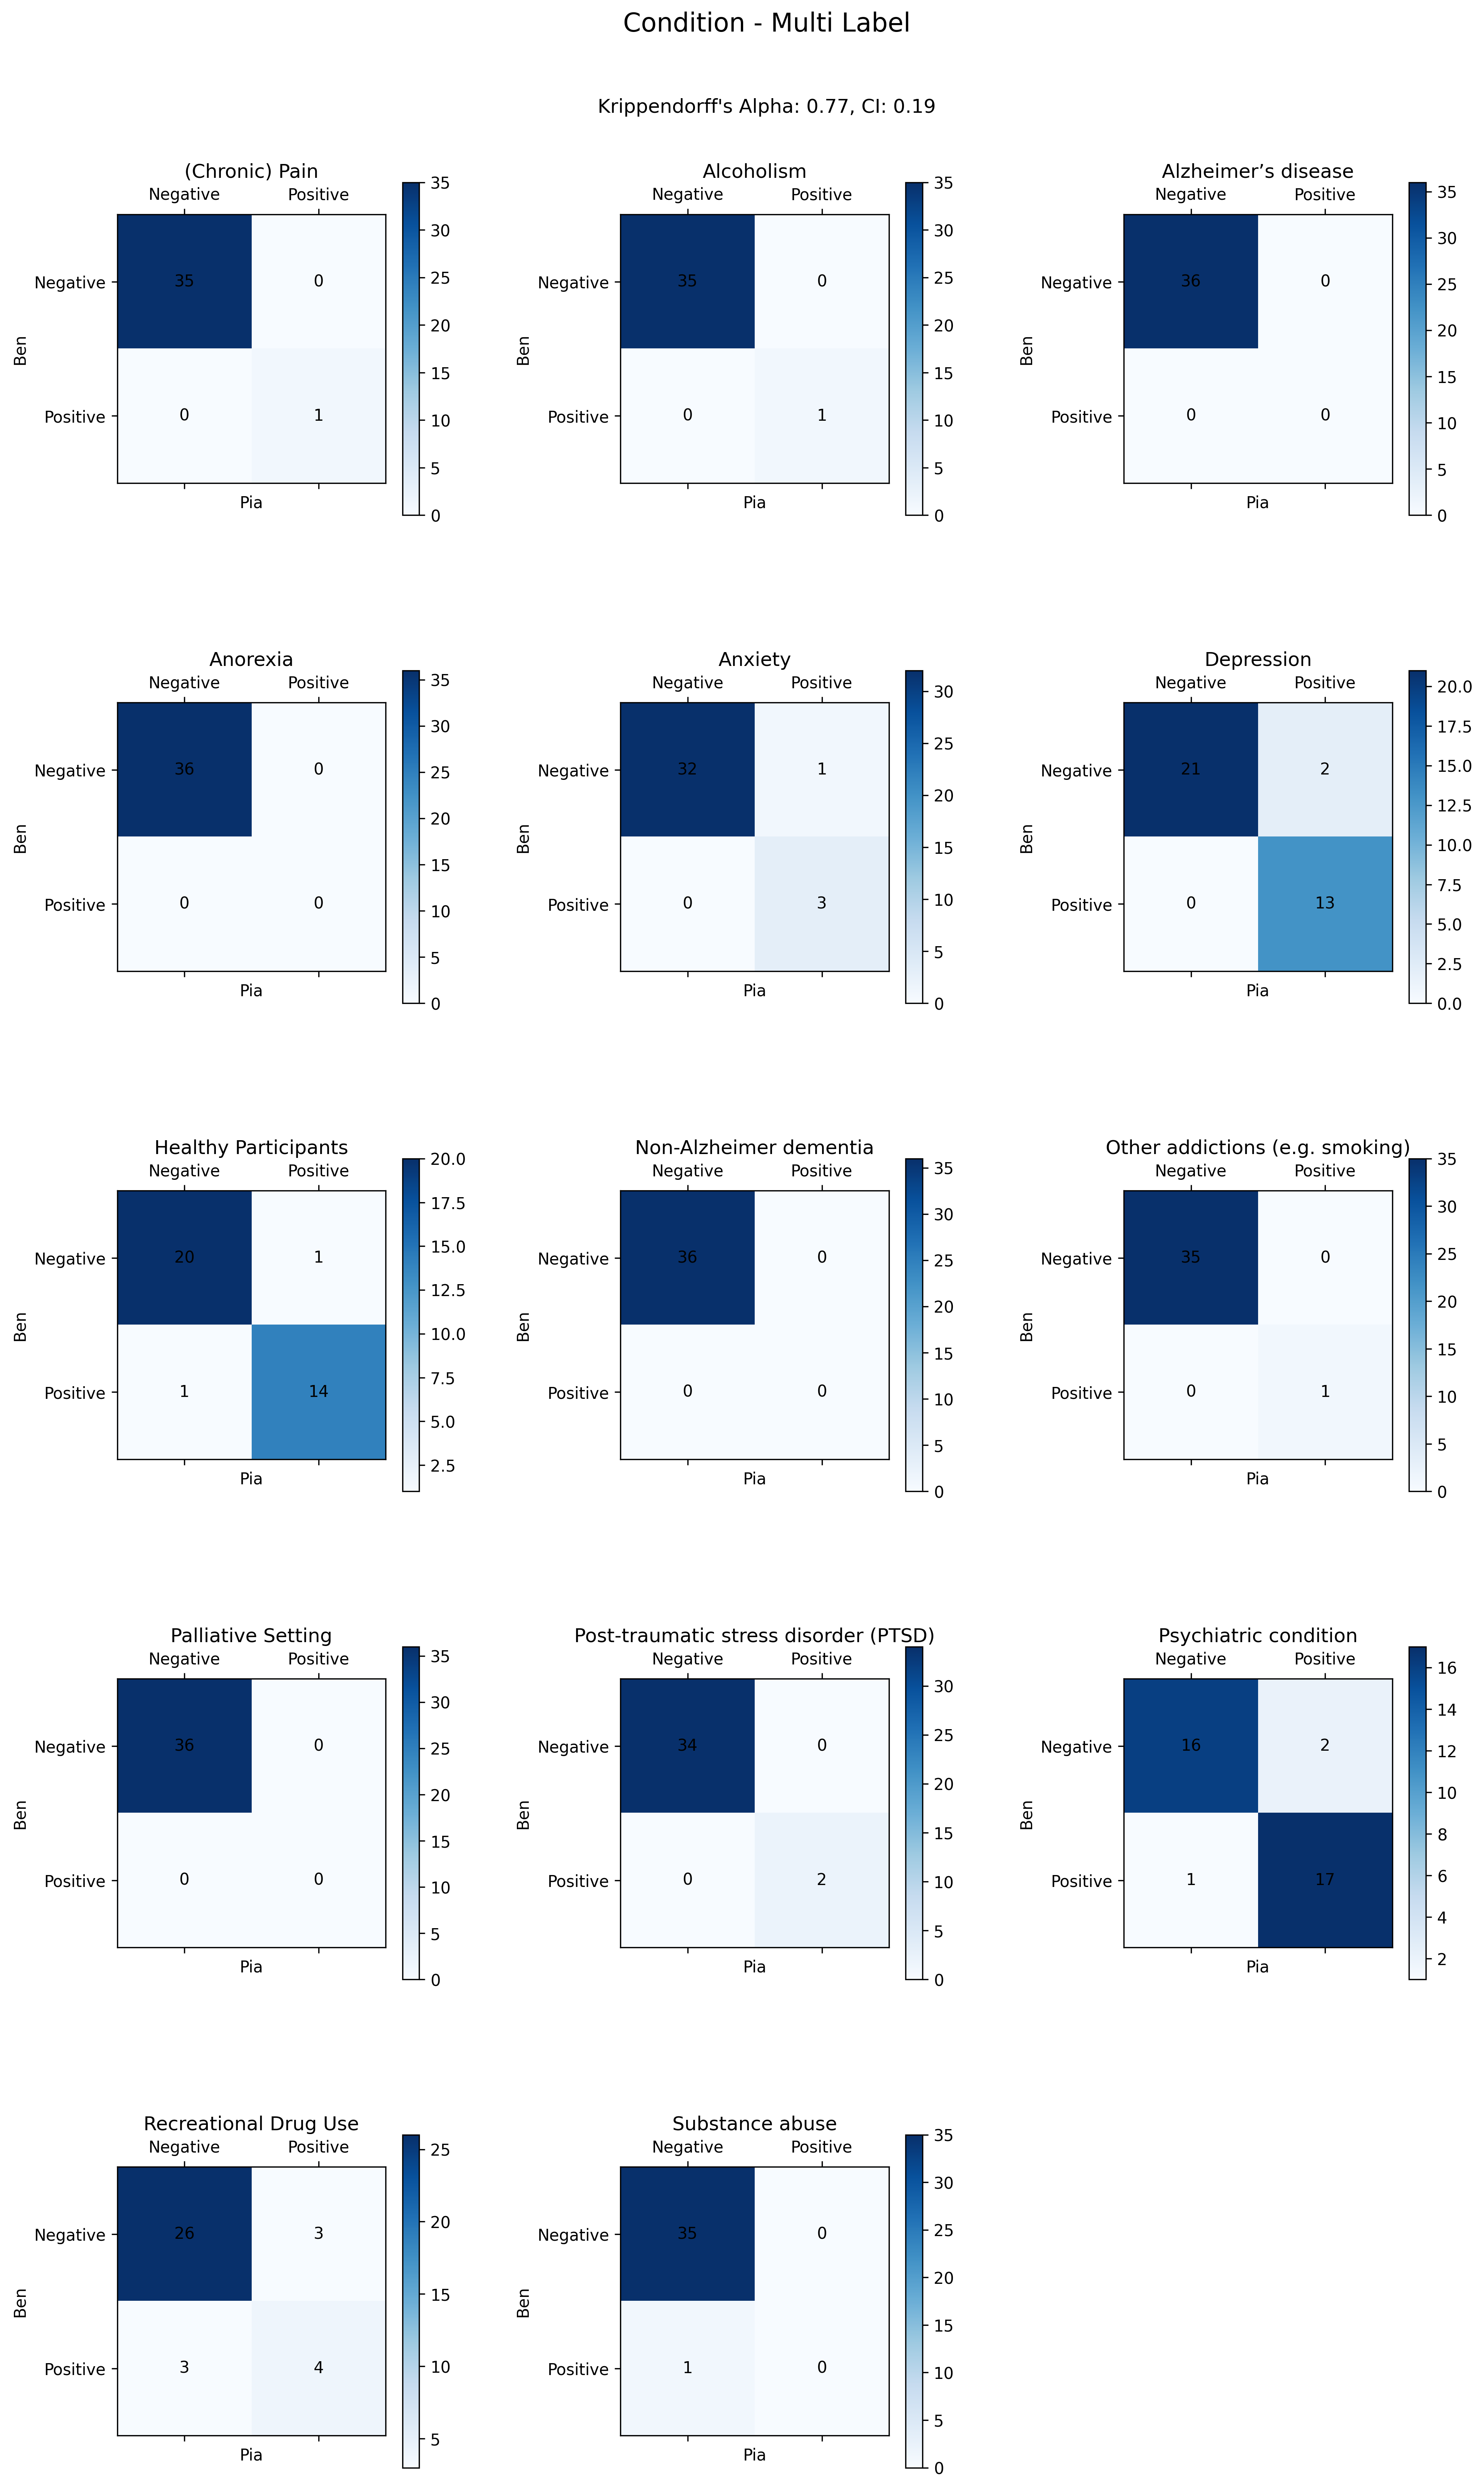 Condition - Multi Label
Krippendorff's Alpha: 0.77, CI: 0.19
(Chronic) Pain
Negative Positive
Negative 35 0
Positive 0 1
Ben
Pia
35
30
25
20
15
10
5
0
Alcoholism
Negative Positive
Negative 35 0
Positive 0 1
Ben
Pia
35
30
25
20
15
10
5
0
Alzheimer’s disease
Negative Positive
Negative 36 0
Positive 0 0
Ben
Pia
35
30
25
20
15
10
5
0
Anorexia
Negative Positive
Negative 36 0
Positive 0 0
Ben
Pia
35
30
25
20
15
10
5
0
Anxiety
Negative Positive
Negative 32 1
Positive 0 3
Ben
Pia
30
25
20
15
10
5
0
Depression
Negative Positive
Negative 21 2
Positive 0 13
Ben
Pia
20.0
17.5
15.0
12.5
10.0
7.5
5.0
2.5
0.0
Healthy Participants
Negative Positive
Negative 20 1
Positive 1 14
Ben
Pia
20.0
17.5
15.0
12.5
10.0
7.5
5.0
2.5
Non-Alzheimer dementia
Negative Positive
Negative 36 0
Positive 0 0
Ben
Pia
35
30
25
20
15
10
5
0
Other addictions (e.g. smoking)
Negative Positive
Negative 35 0
Positive 0 1
Ben
Pia
35
30
25
20
15
10
5
0
Palliative Setting
Negative Positive
Negative 36 0
Positive 0 0
Ben
Pia
35
30
25
20
15
10
5
0
Post-traumatic stress disorder (PTSD)
Negative Positive
Negative 34 0
Positive 0 2
Ben
Pia
30
25
20
15
10
5
0
Psychiatric condition
Negative Positive
Negative 16 2
Positive 1 17
Ben
Pia
16
14
12
10
8
6
4
2
Recreational Drug Use
Negative Positive
Negative 26 3
Positive 3 4
Ben
Pia
25
20
15
10
5
Substance abuse
Negative Positive
Negative 35 0
Positive 1 0
Ben
Pia
35
30
25
20
15
10
5
0